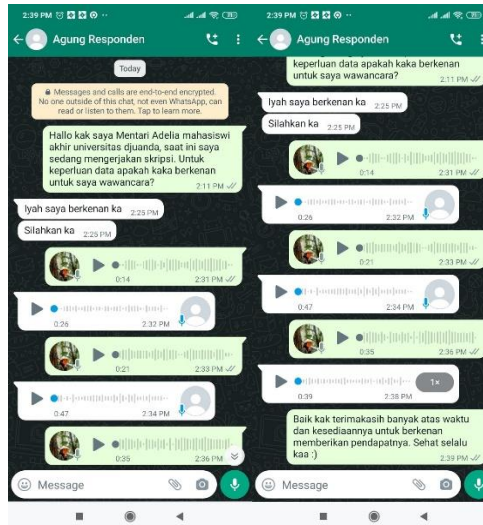 2:39 PM
Agung Responden
Today
Messages and calls are end-to-end encrypted.
No one outside of this chat, not even WhatsApp, can
read or listen to them. Tap to learn more.
Hallo kak saya Mentari Adelia mahasiswi
akhir universitas djuanda, saat ini saya
sedang mengerjakan skripsi. Untuk
keperluan data apakah kaka berkenan
untuk saya wawancara?
2:11 PM
Iyah saya berkenan ka 2:25 PM
Silahkan ka 2:25 PM
0:14 2:31 PM
0:26 2:32 PM
0:21 2:33 PM
0:47 2:34 PM
0:35 2:36 PM
Message
2:39 PM
Agung Responden
keperluan data apakah kaka berkenan
untuk saya wawancara?
2:11 PM
Iyah saya berkenan ka 2:25 PM
Silahkan ka 2:25 PM
0:14 2:31 PM
0:26 2:32 PM
0:21 2:33 PM
0:47 2:34 PM
0:35 2:36 PM
1x
0:39 2:38 PM
Baik kak terimakasih banyak atas waktu
dan kesediaannya untuk berkenan
memberikan pendapatnya. Sehat selalu
kaa :)
2:39 PM
Message